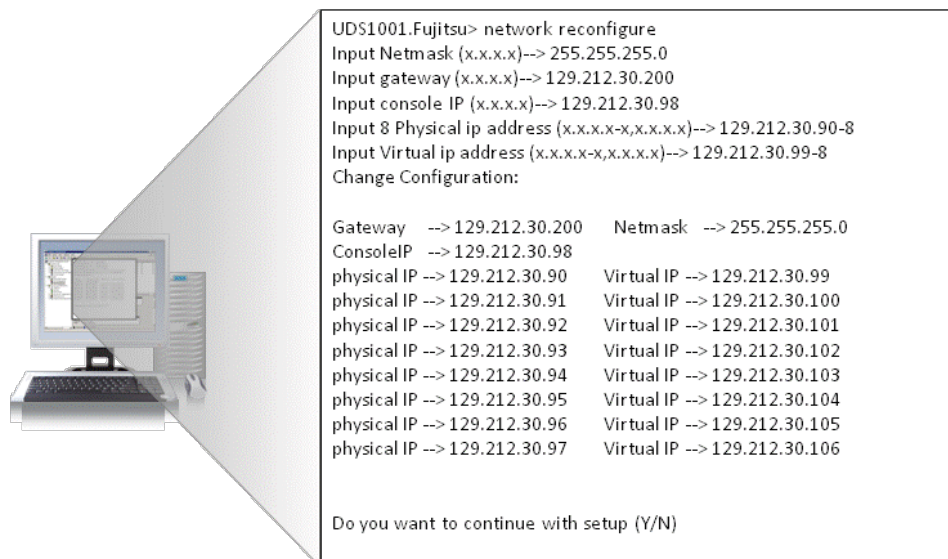 UDS1001.Fujitsu> network reconfigure
Input Netmask (x.x.x.x)--> 255.255.255.0
Input gateway (x.x.x.x)--> 129.212.30.200
Input console IP (x.x.x.x)--> 129.212.30.98
Input 8 Physical ip address (x.x.x.x-x,x.x.x.x)--> 129.212.30.90-8
Input Virtual ip address (x.x.x.x-x,x.x.x.x)--> 129.212.30.99-8
Change Configuration:
Gateway --> 129.212.30.200 Netmask --> 255.255.255.0
ConsoleIP --> 129.212.30.98
physical IP --> 129.212.30.90 Virtual IP --> 129.212.30.99
physical IP --> 129.212.30.91 Virtual IP --> 129.212.30.100
physical IP --> 129.212.30.92 Virtual IP --> 129.212.30.101
physical IP --> 129.212.30.93 Virtual IP --> 129.212.30.102
physical IP --> 129.212.30.94 Virtual IP --> 129.212.30.103
physical IP --> 129.212.30.95 Virtual IP --> 129.212.30.104
physical IP --> 129.212.30.96 Virtual IP --> 129.212.30.105
physical IP --> 129.212.30.97 Virtual IP --> 129.212.30.106
Do you want to continue with setup (Y/N)